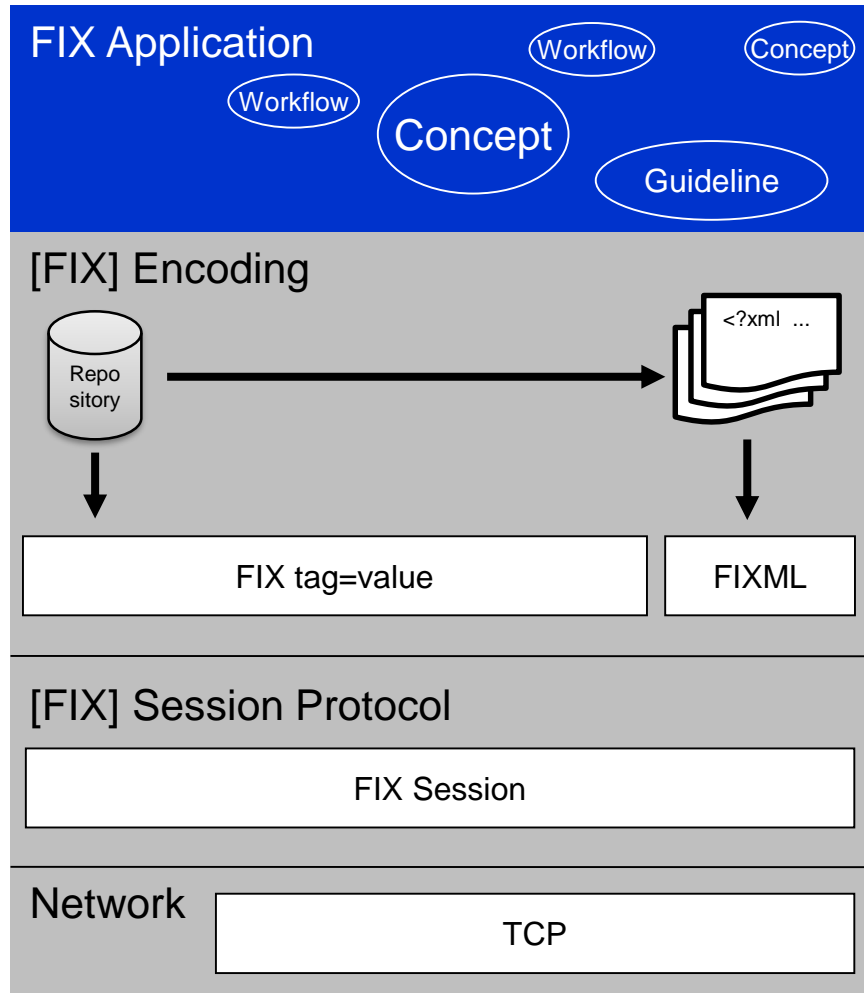 FIX Application
Workflow
Concept
Workflow
Concept
Guideline
[FIX] Encoding
<?xml ...
Repo
sitory
FIX tag=value
FIXML
[FIX] Session Protocol
FIX Session
Network
TCP